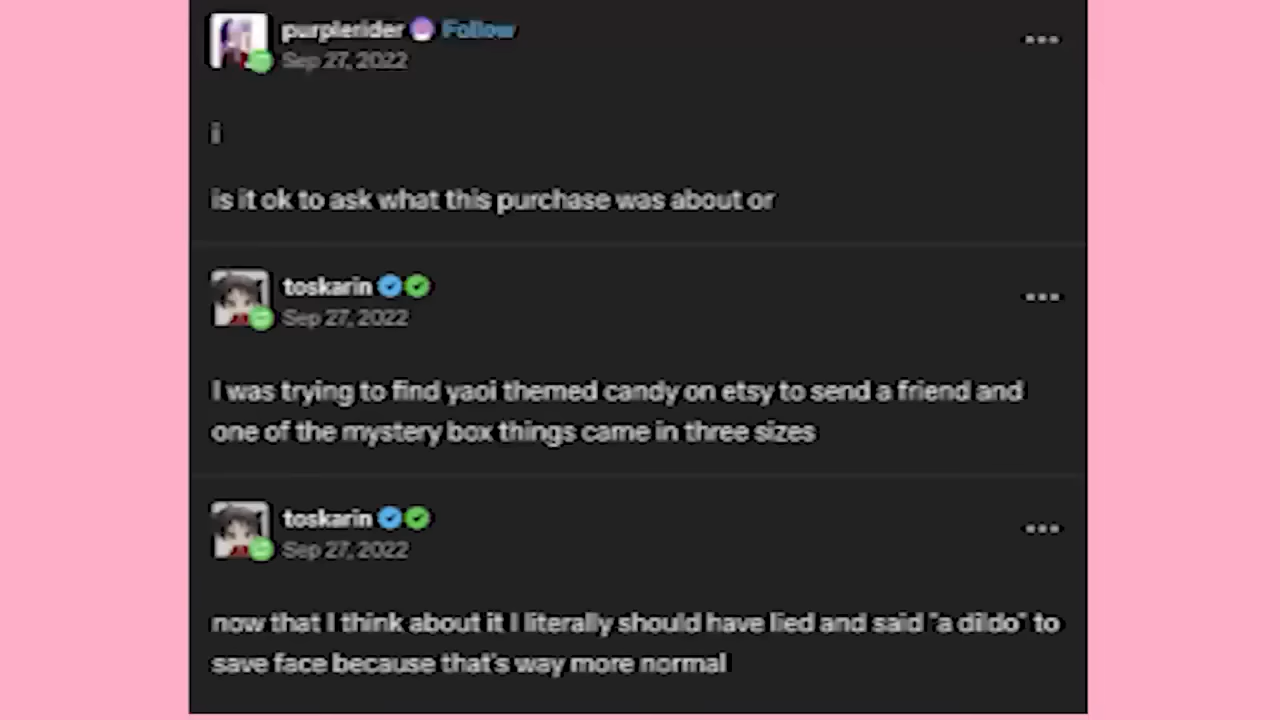 purplerider Follow
Sep 27, 2022
i
is it ok to ask what this purchase was about or
toskarin
Sep 27, 2022
I was trying to find yaoi themed candy on etsy to send a friend and
one of the mystery box things came in three sizes
toskarin
Sep 27, 2022
now that I think about it I literally should have lied and said "a dildo" to
save face because that's way more normal